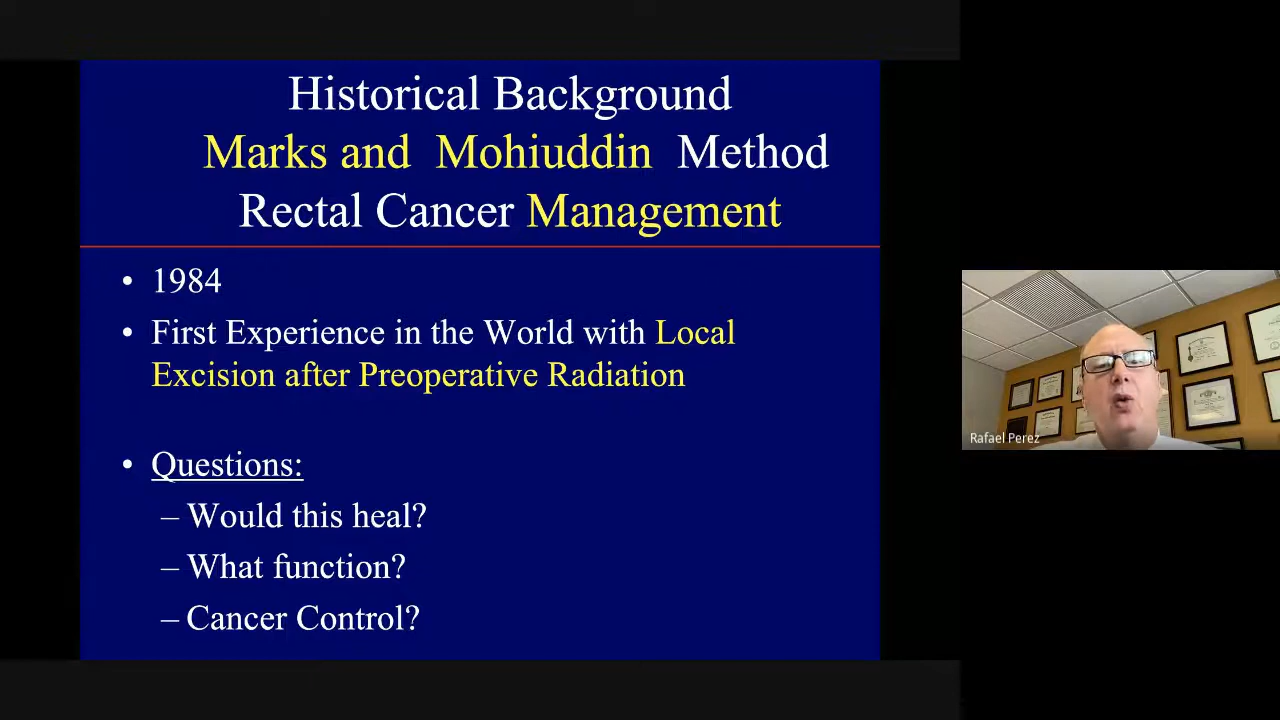 Historical Background
Marks and Mohiuddin Method
Rectal Cancer Management
• 1984
• First Experience in the World with Local
Excision after Preoperative Radiation
• Questions:
– Would this heal?
– What function?
– Cancer Control?
Rafael Perez